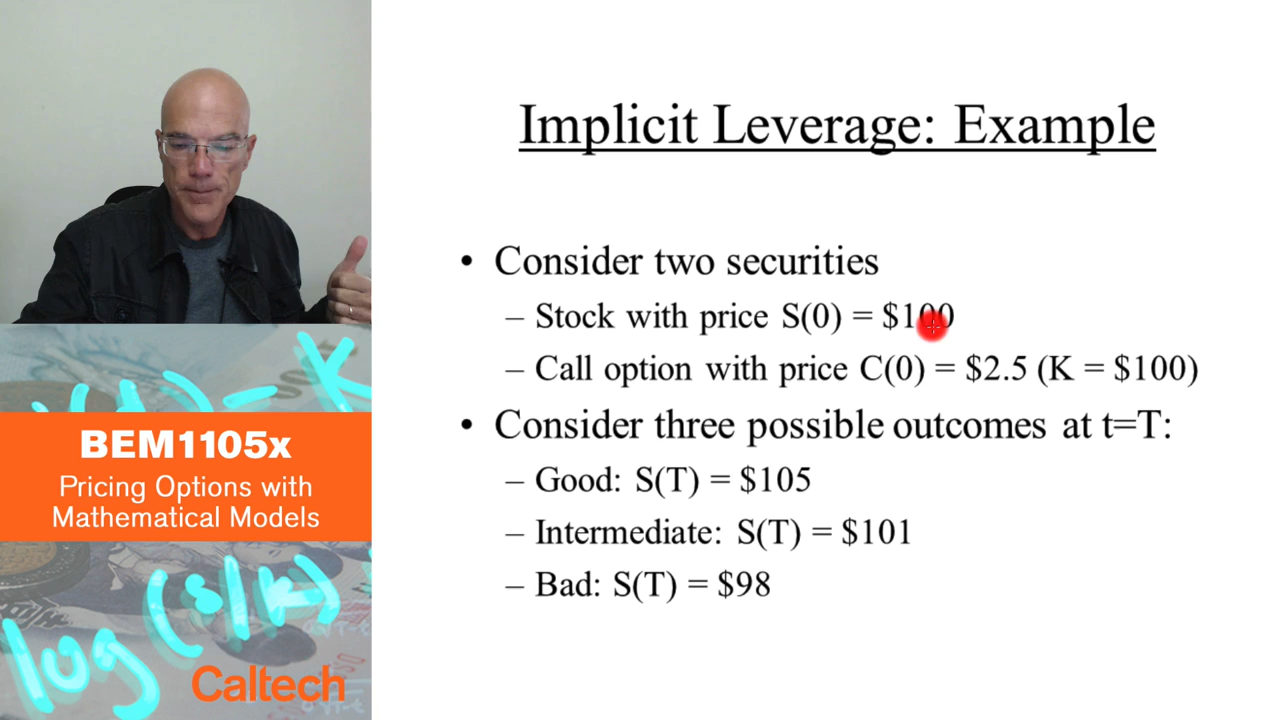 Implicit Leverage: Example
• Consider two securities
– Stock with price S(0) = $100
– Call option with price C(0) = $2.5 (K = $100)
• Consider three possible outcomes at t=T:
– Good: S(T) = $105
– Intermediate: S(T) = $101
– Bad: S(T) = $98
- K
BEM1105x
Pricing Options with
Mathematical Models
log(S/K)
Caltech